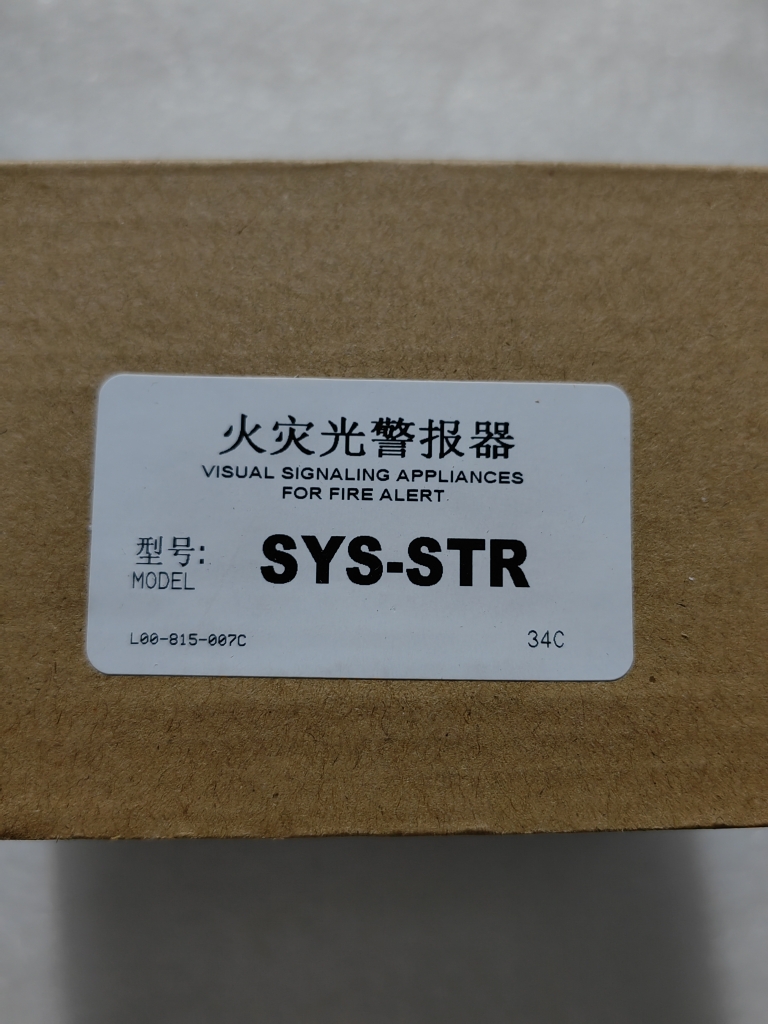 火灾光警报器
VISUAL SIGNALING APPLIANCES
FOR FIRE ALERT
型号: SYS-STR
MODEL
L00-815-007C 34C